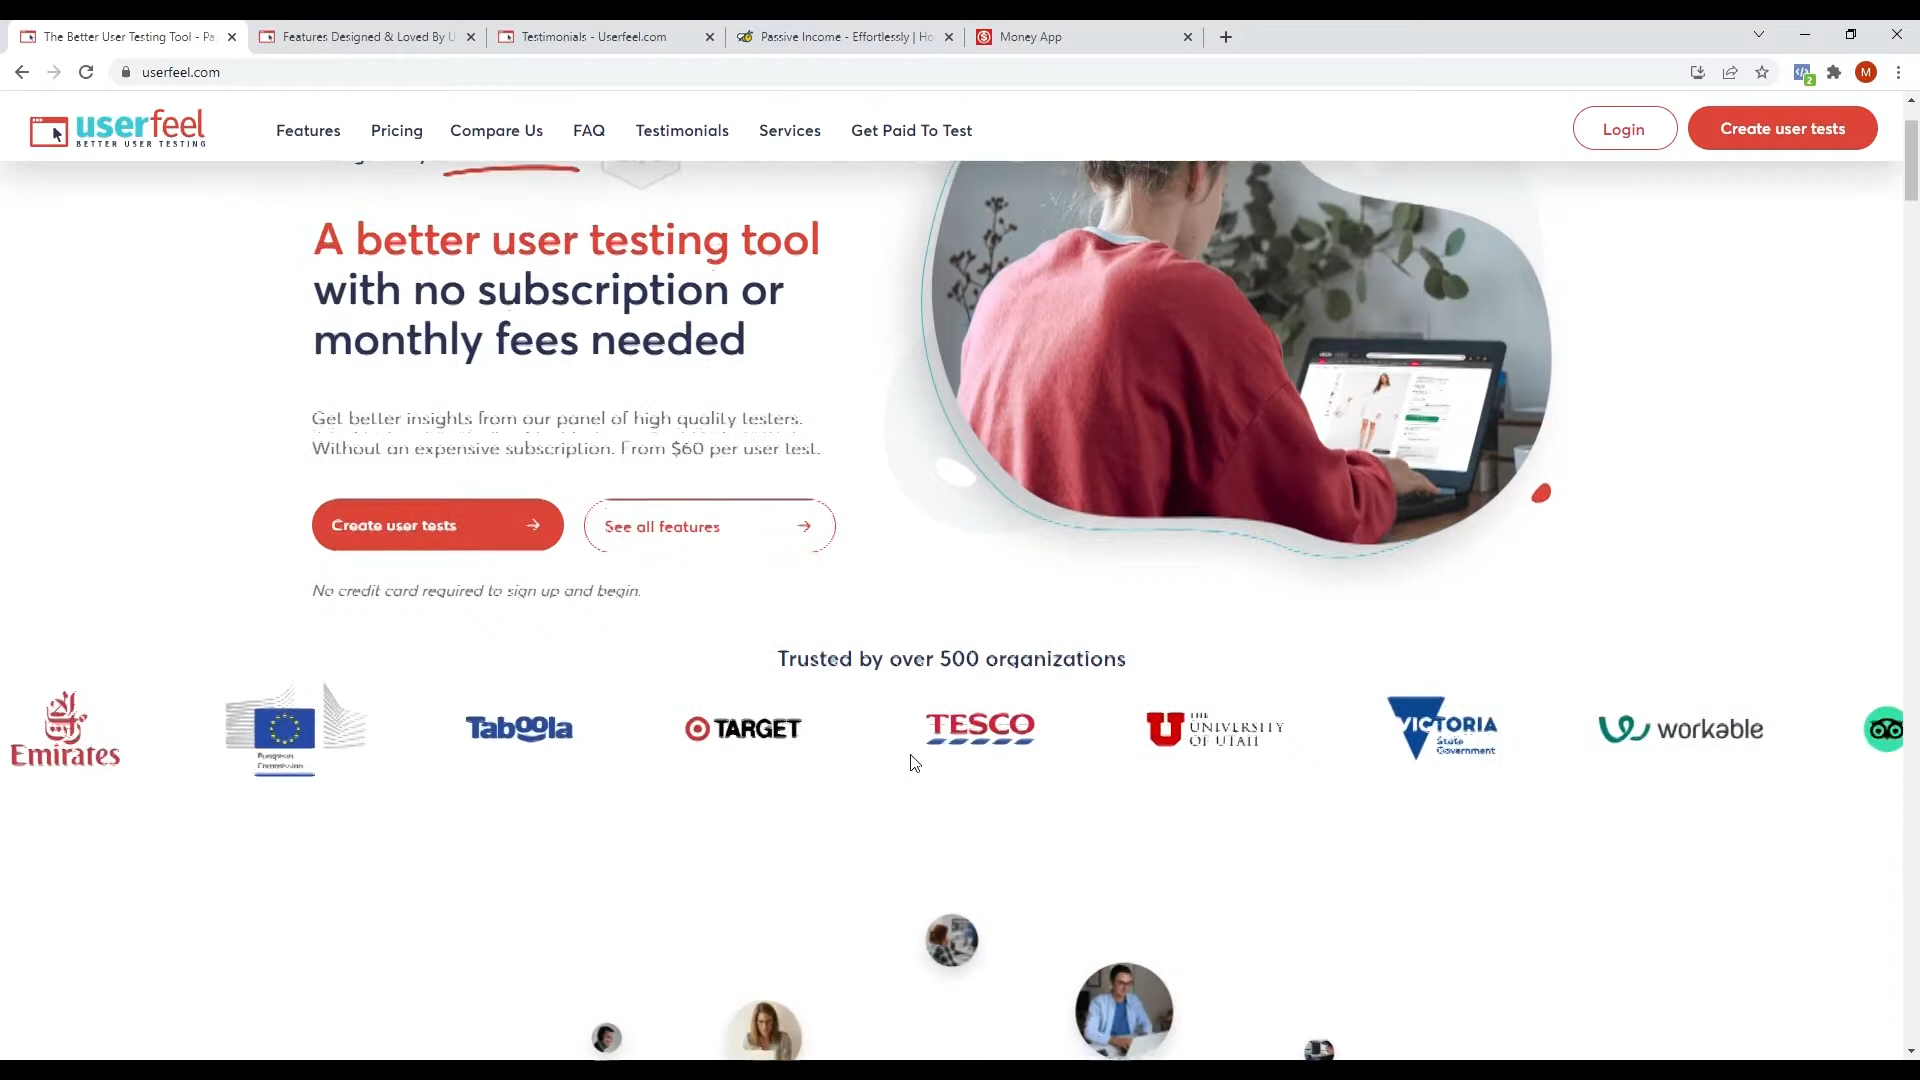 The Better User Testing Tool - Pa
Features Designed & Loved By U
Testimonials - Userfeel.com
Passive Income - Effortlessly | Ho
Money App
userfeel.com
2
M
userfeel
BETTER USER TESTING
Features
Pricing
Compare Us
FAQ
Testimonials
Services
Get Paid To Test
Login
Create user tests
A better user testing tool
with no subscription or
monthly fees needed
Get better insights from our panel of high quality testers.
Without an expensive subscription. From $60 per user test.
Create user tests
See all features
No credit card required to sign up and begin.
Trusted by over 500 organizations
Emirates
European
Commission
Taboola
TARGET
TESCO
U THE
UNIVERSITY
OF UTAH
VICTORIA
State
Government
workable